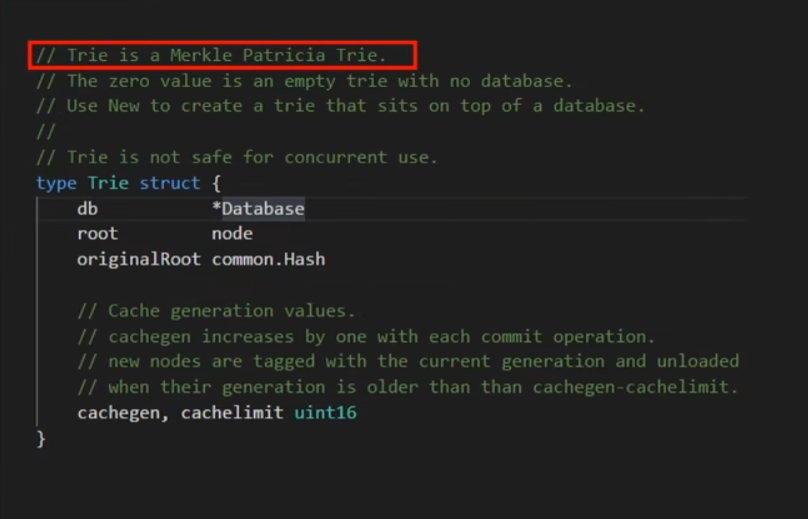 // Trie is a Merkle Patricia Trie.
// The zero value is an empty trie with no database.
// Use New to create a trie that sits on top of a database.
//
// Trie is not safe for concurrent use.
type Trie struct {
db *Database
root node
originalRoot common.Hash
// Cache generation values.
// cachegen increases by one with each commit operation.
// new nodes are tagged with the current generation and unloaded
// when their generation is older than than cachegen-cachelimit.
cachegen, cachelimit uint16
}